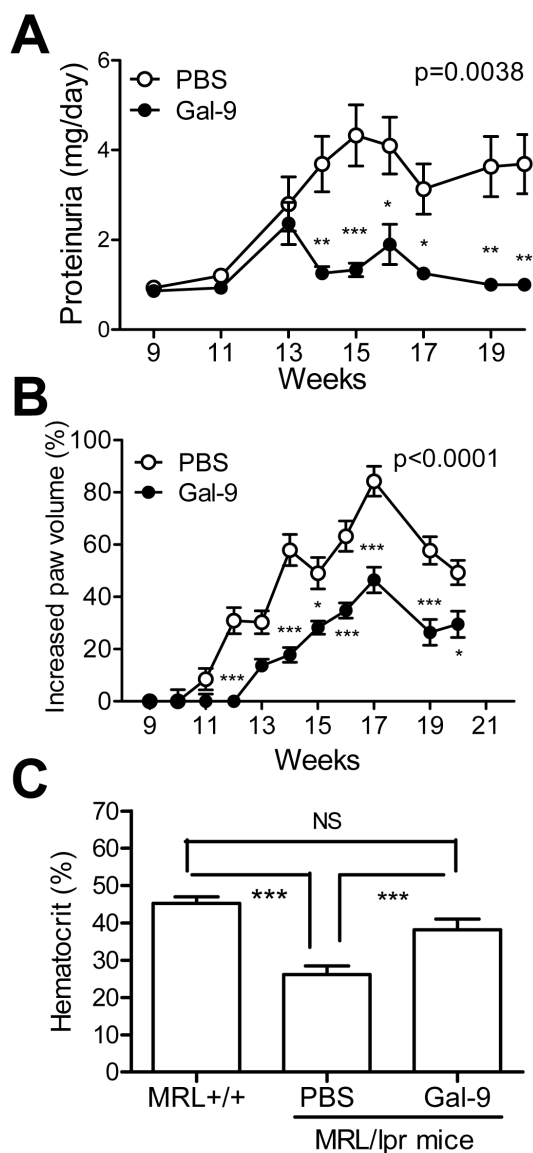 A
Proteinuria (mg/day)
6
4
2
0
PBS
Gal-9
p=0.0038
**
***
*
*
**
**
9 11 13 15 17 19
Weeks
B
Increased paw volume (%)
100
80
60
40
20
0
PBS
Gal-9
p<0.0001
***
***
*
***
***
***
*
9 11 13 15 17 19 21
Weeks
C
Hematocrit (%)
70
60
50
40
30
20
10
0
NS
***
***
MRL+/+ PBS Gal-9
MRL/lpr mice